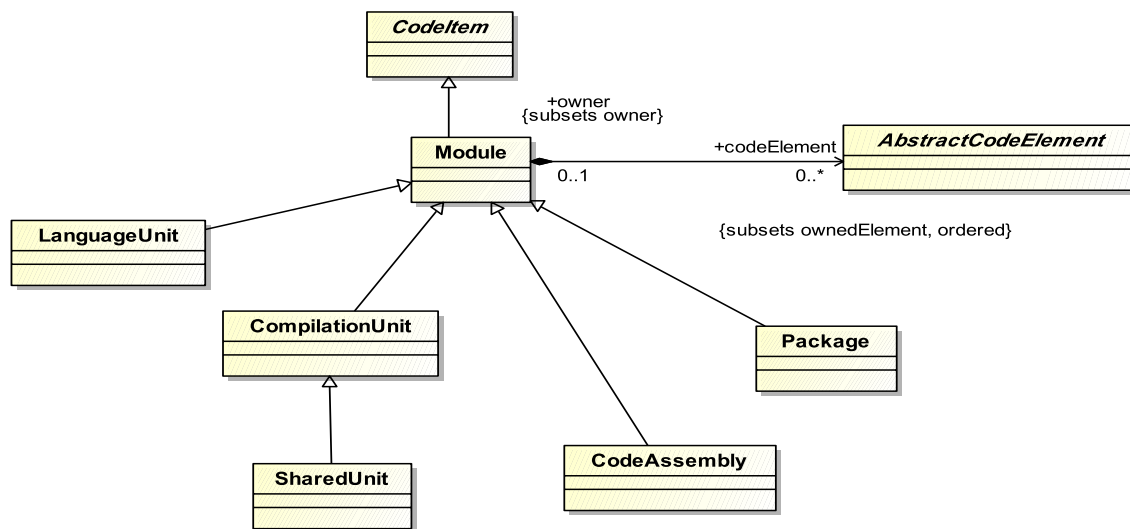 CodeItem
+owner
{subsets owner}
Module
+codeElement
AbstractCodeElement
0..1
0..*
LanguageUnit
{subsets ownedElement, ordered}
CompilationUnit
Package
CodeAssembly
SharedUnit